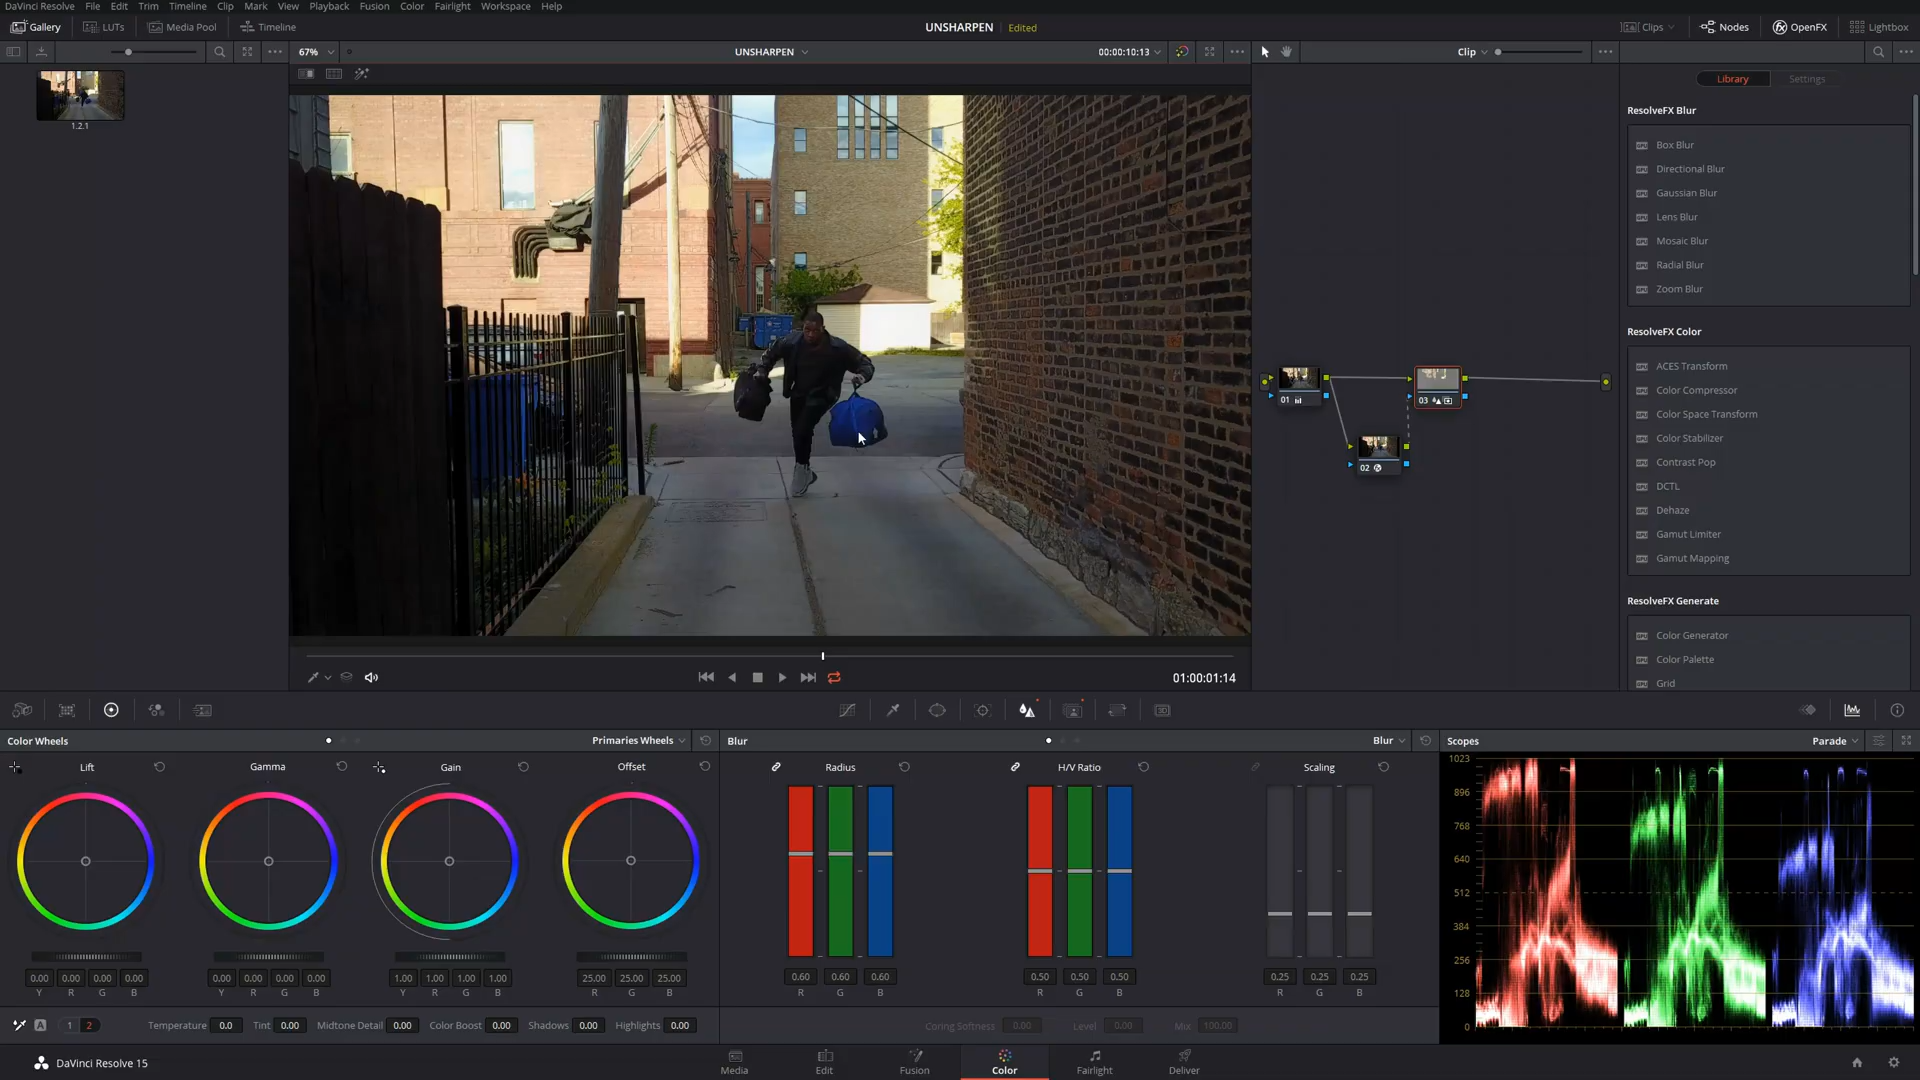 DaVinci Resolve File Edit Trim Timeline Clip Mark View Playback Fusion Color Fairlight Workspace Help
Gallery LUTs Media Pool Timeline UNSHARPEN Edited Clips Nodes OpenFX Lightbox
67% UNSHARPEN 00:00:10:13 Clip
Library Settings
1.2.1
ResolveFX Blur
Box Blur
Directional Blur
Gaussian Blur
Lens Blur
Mosaic Blur
Radial Blur
Zoom Blur
ResolveFX Color
ACES Transform
Color Compressor
Color Space Transform
Color Stabilizer
Contrast Pop
DCTL
Dehaze
Gamut Limiter
Gamut Mapping
ResolveFX Generate
Color Generator
Color Palette
Grid
01
03
02
01:00:01:14
Color Wheels Primaries Wheels Blur Blur Scopes Parade
Lift Gamma Gain Offset Radius H/V Ratio Scaling
1023
896
768
640
512
384
256
128
0
0.00 0.00 0.00 0.00 0.00 0.00 0.00 0.00 1.00 1.00 1.00 1.00 25.00 25.00 25.00 0.60 0.60 0.60 0.50 0.50 0.50 0.25 0.25 0.25
Y R G B Y R G B Y R G B R G B R G B R G B R G B
A 1 2 Temperature 0.0 Tint 0.00 Midtone Detail 0.00 Color Boost 0.00 Shadows 0.00 Highlights 0.00 Coring Softness 0.00 Level 0.00 Mix 100.00
DaVinci Resolve 15 Media Edit Fusion Color Fairlight Deliver